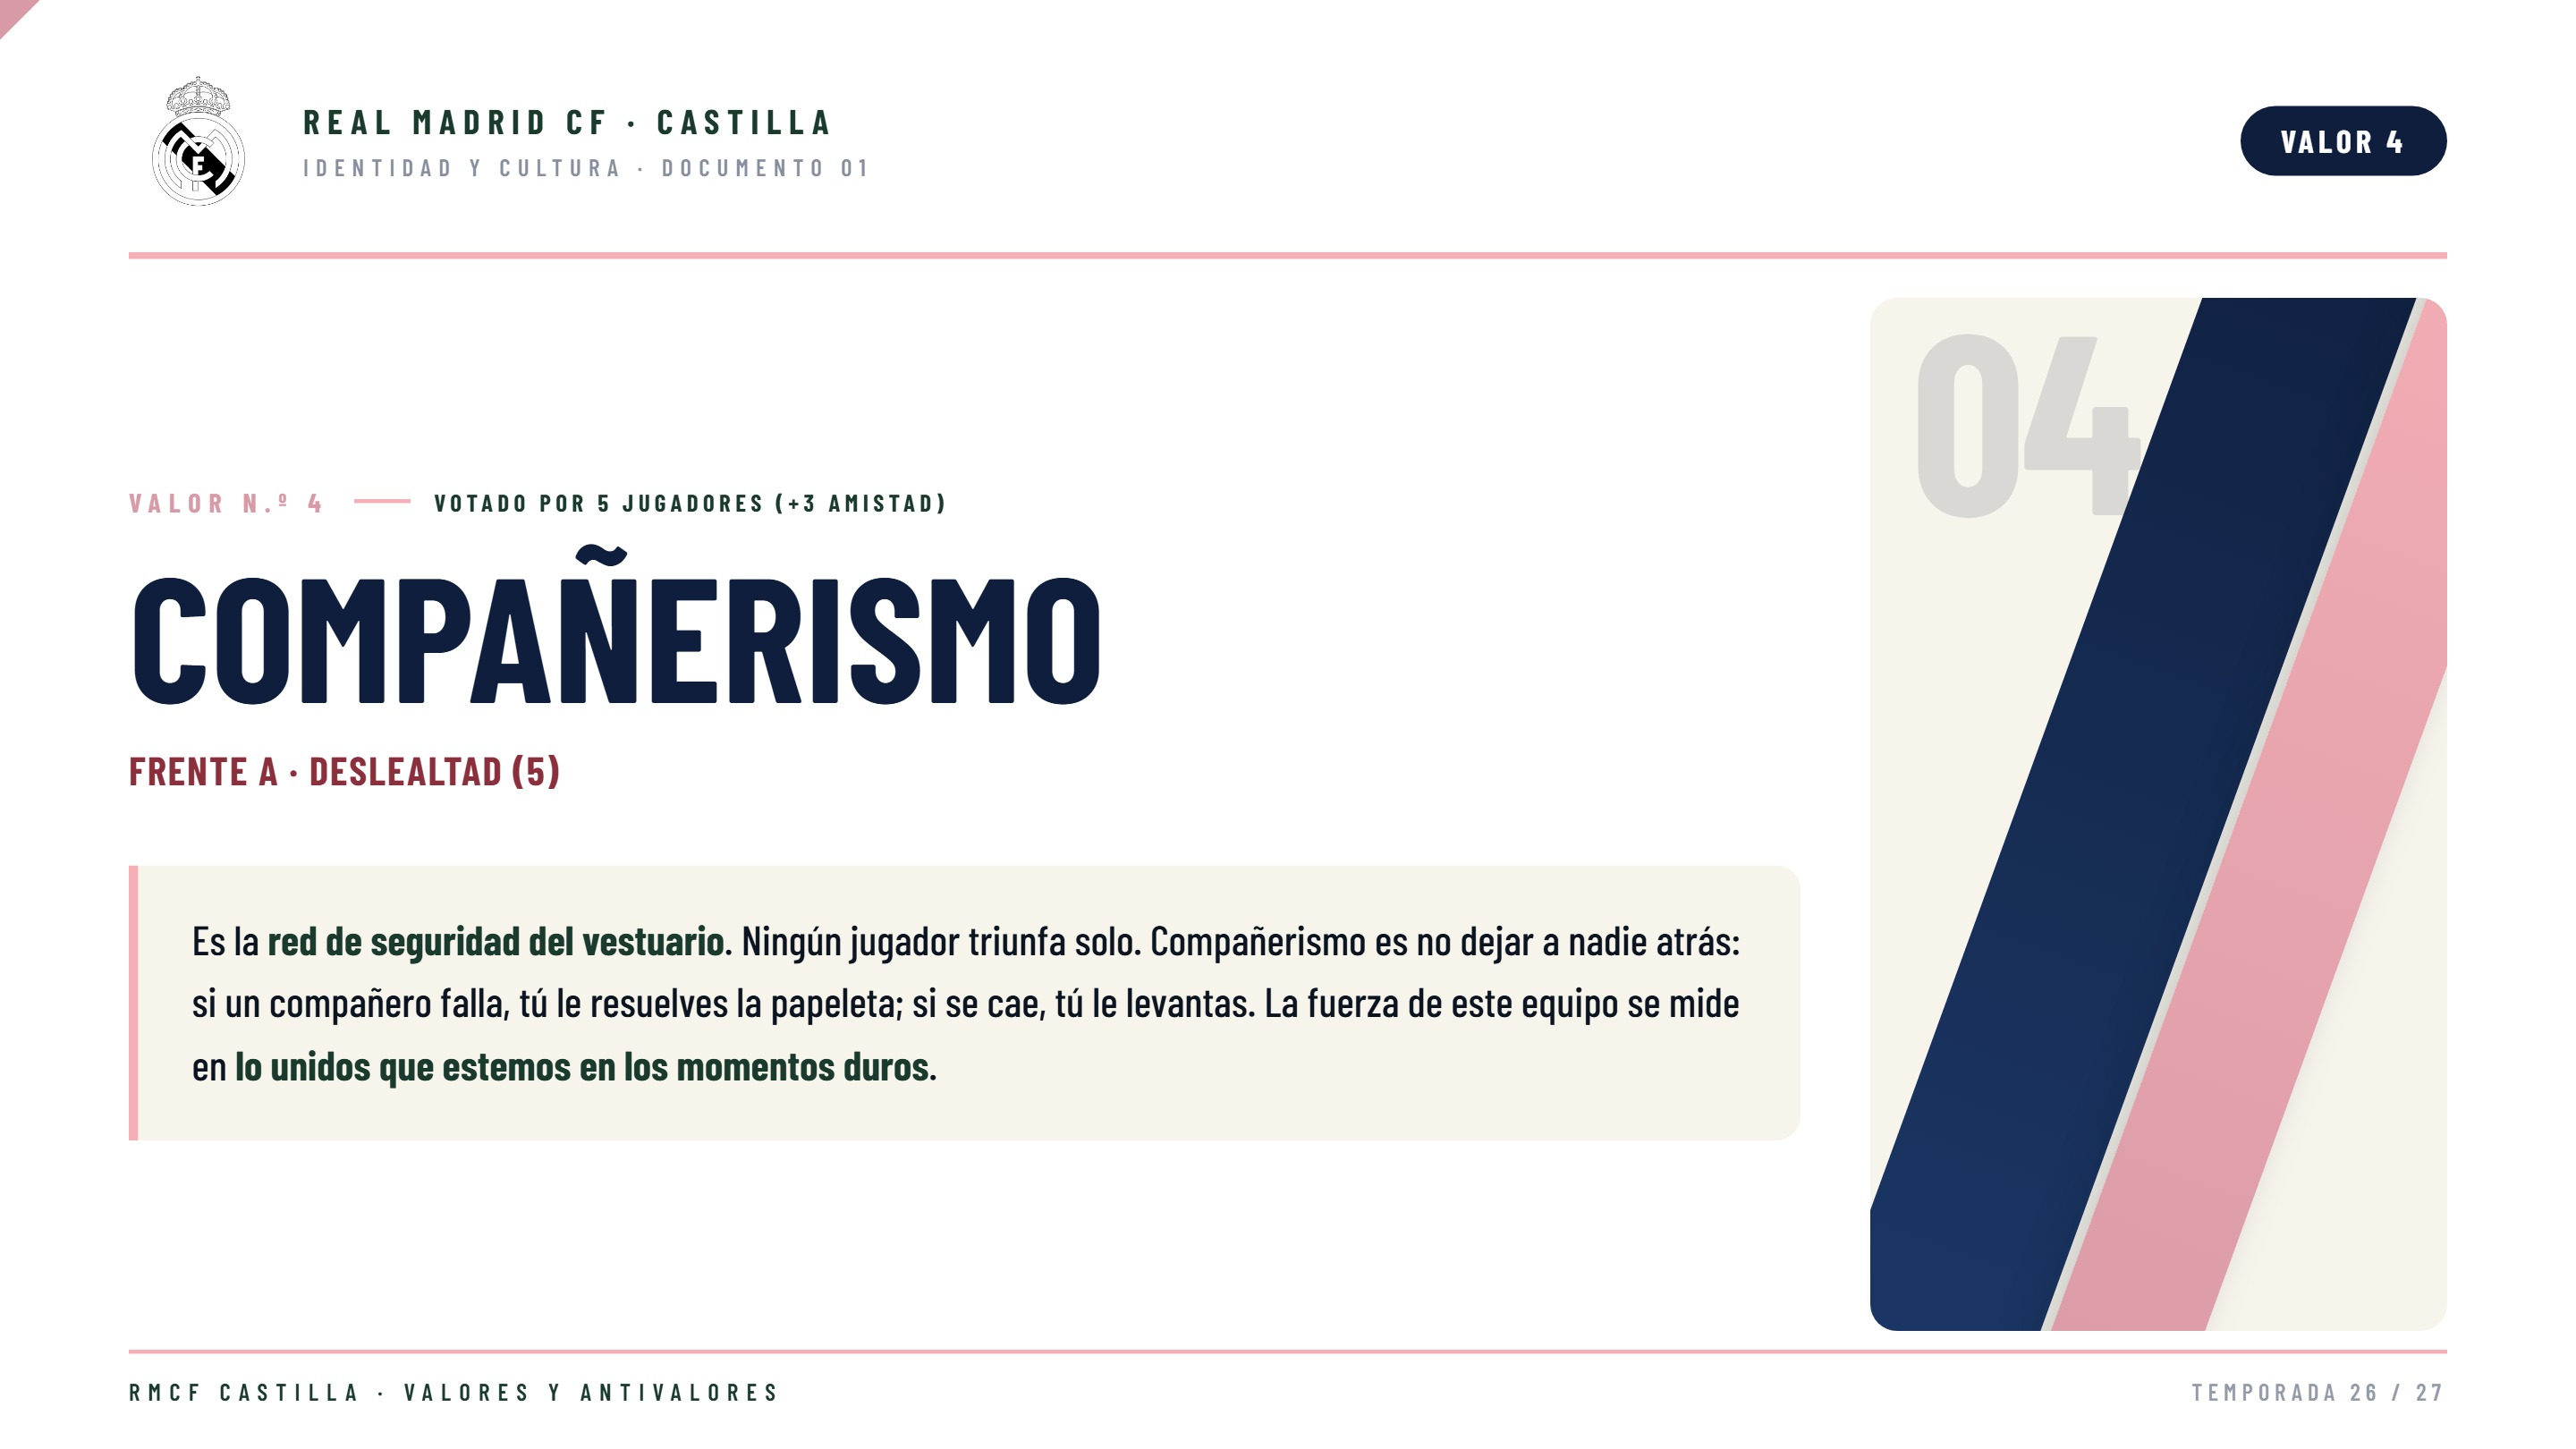 REAL MADRID CF · CASTILLA
IDENTIDAD Y CULTURA · DOCUMENTO 01
VALOR 4
04
VALOR N.º 4 — VOTADO POR 5 JUGADORES (+3 AMISTAD)
COMPAÑERISMO
FRENTE A · DESLEALTAD (5)
Es la red de seguridad del vestuario. Ningún jugador triunfa solo. Compañerismo es no dejar a nadie atrás:
si un compañero falla, tú le resuelves la papeleta; si se cae, tú le levantas. La fuerza de este equipo se mide
en lo unidos que estemos en los momentos duros.
RMCF CASTILLA · VALORES Y ANTIVALORES
TEMPORADA 26 / 27